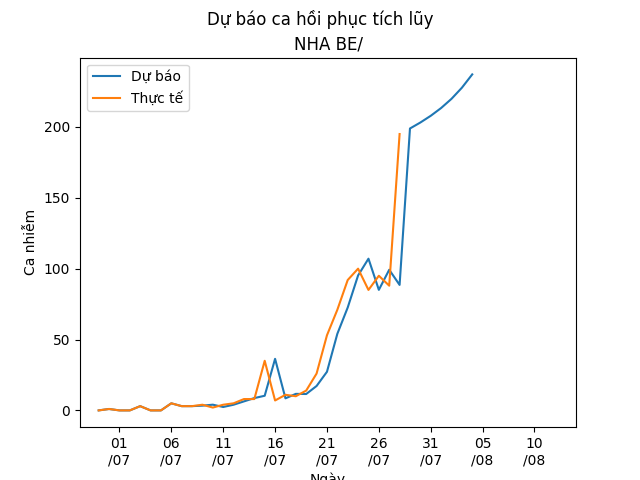 Dự báo ca hồi phục tích lũy
NHA BE/
Dự báo
Thực tế
Ca nhiễm
200
150
100
50
0
01 06 11 16 21 26 31 05 10
/07 /07 /07 /07 /07 /07 /07 /08 /08
Ngày